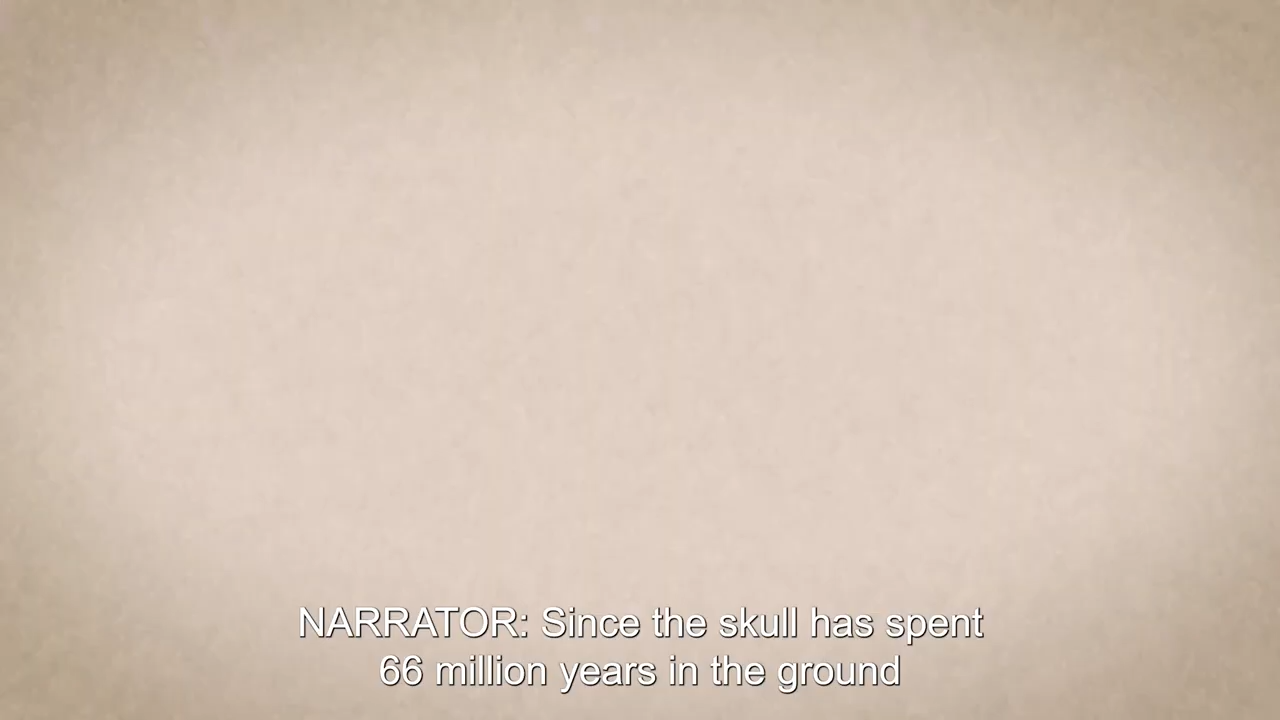 NARRATOR: Since the skull has spent
66 million years in the ground